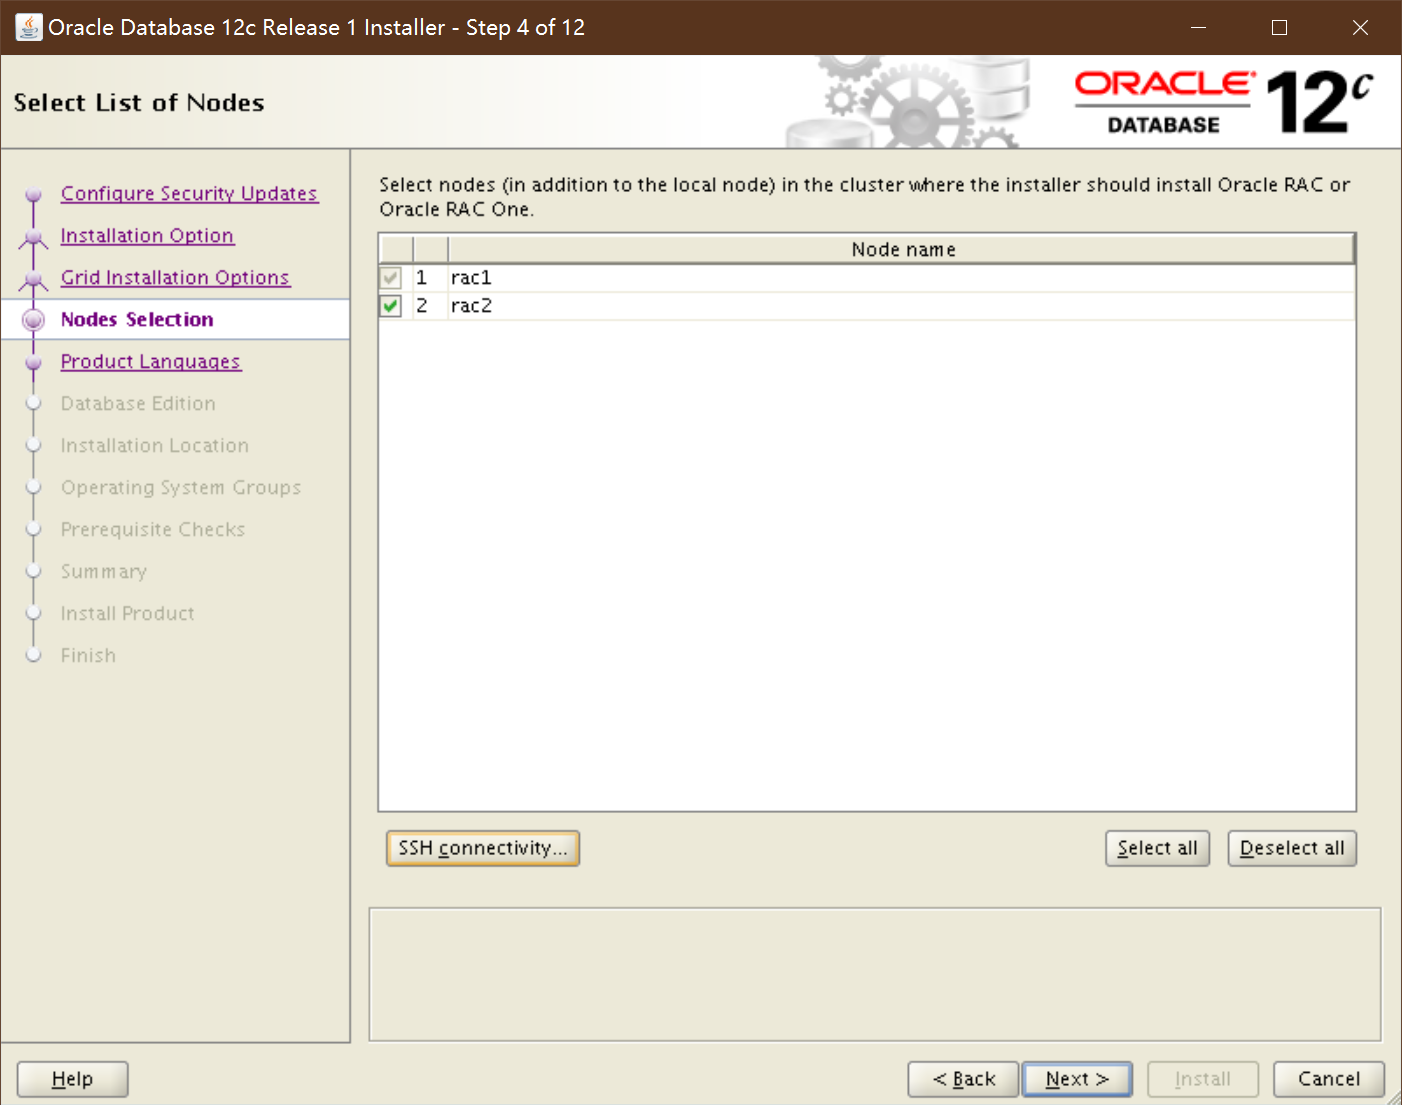 Oracle Database 12c Release 1 Installer - Step 4 of 12
Select List of Nodes
ORACLE
DATABASE
12c
Configure Security Updates
Installation Option
Grid Installation Options
Nodes Selection
Product Languages
Database Edition
Installation Location
Operating System Groups
Prerequisite Checks
Summary
Install Product
Finish
Select nodes (in addition to the local node) in the cluster where the installer should install Oracle RAC or
Oracle RAC One.
Node name
1 rac1
2 rac2
SSH connectivity...
Select all
Deselect all
Help
< Back
Next >
Install
Cancel